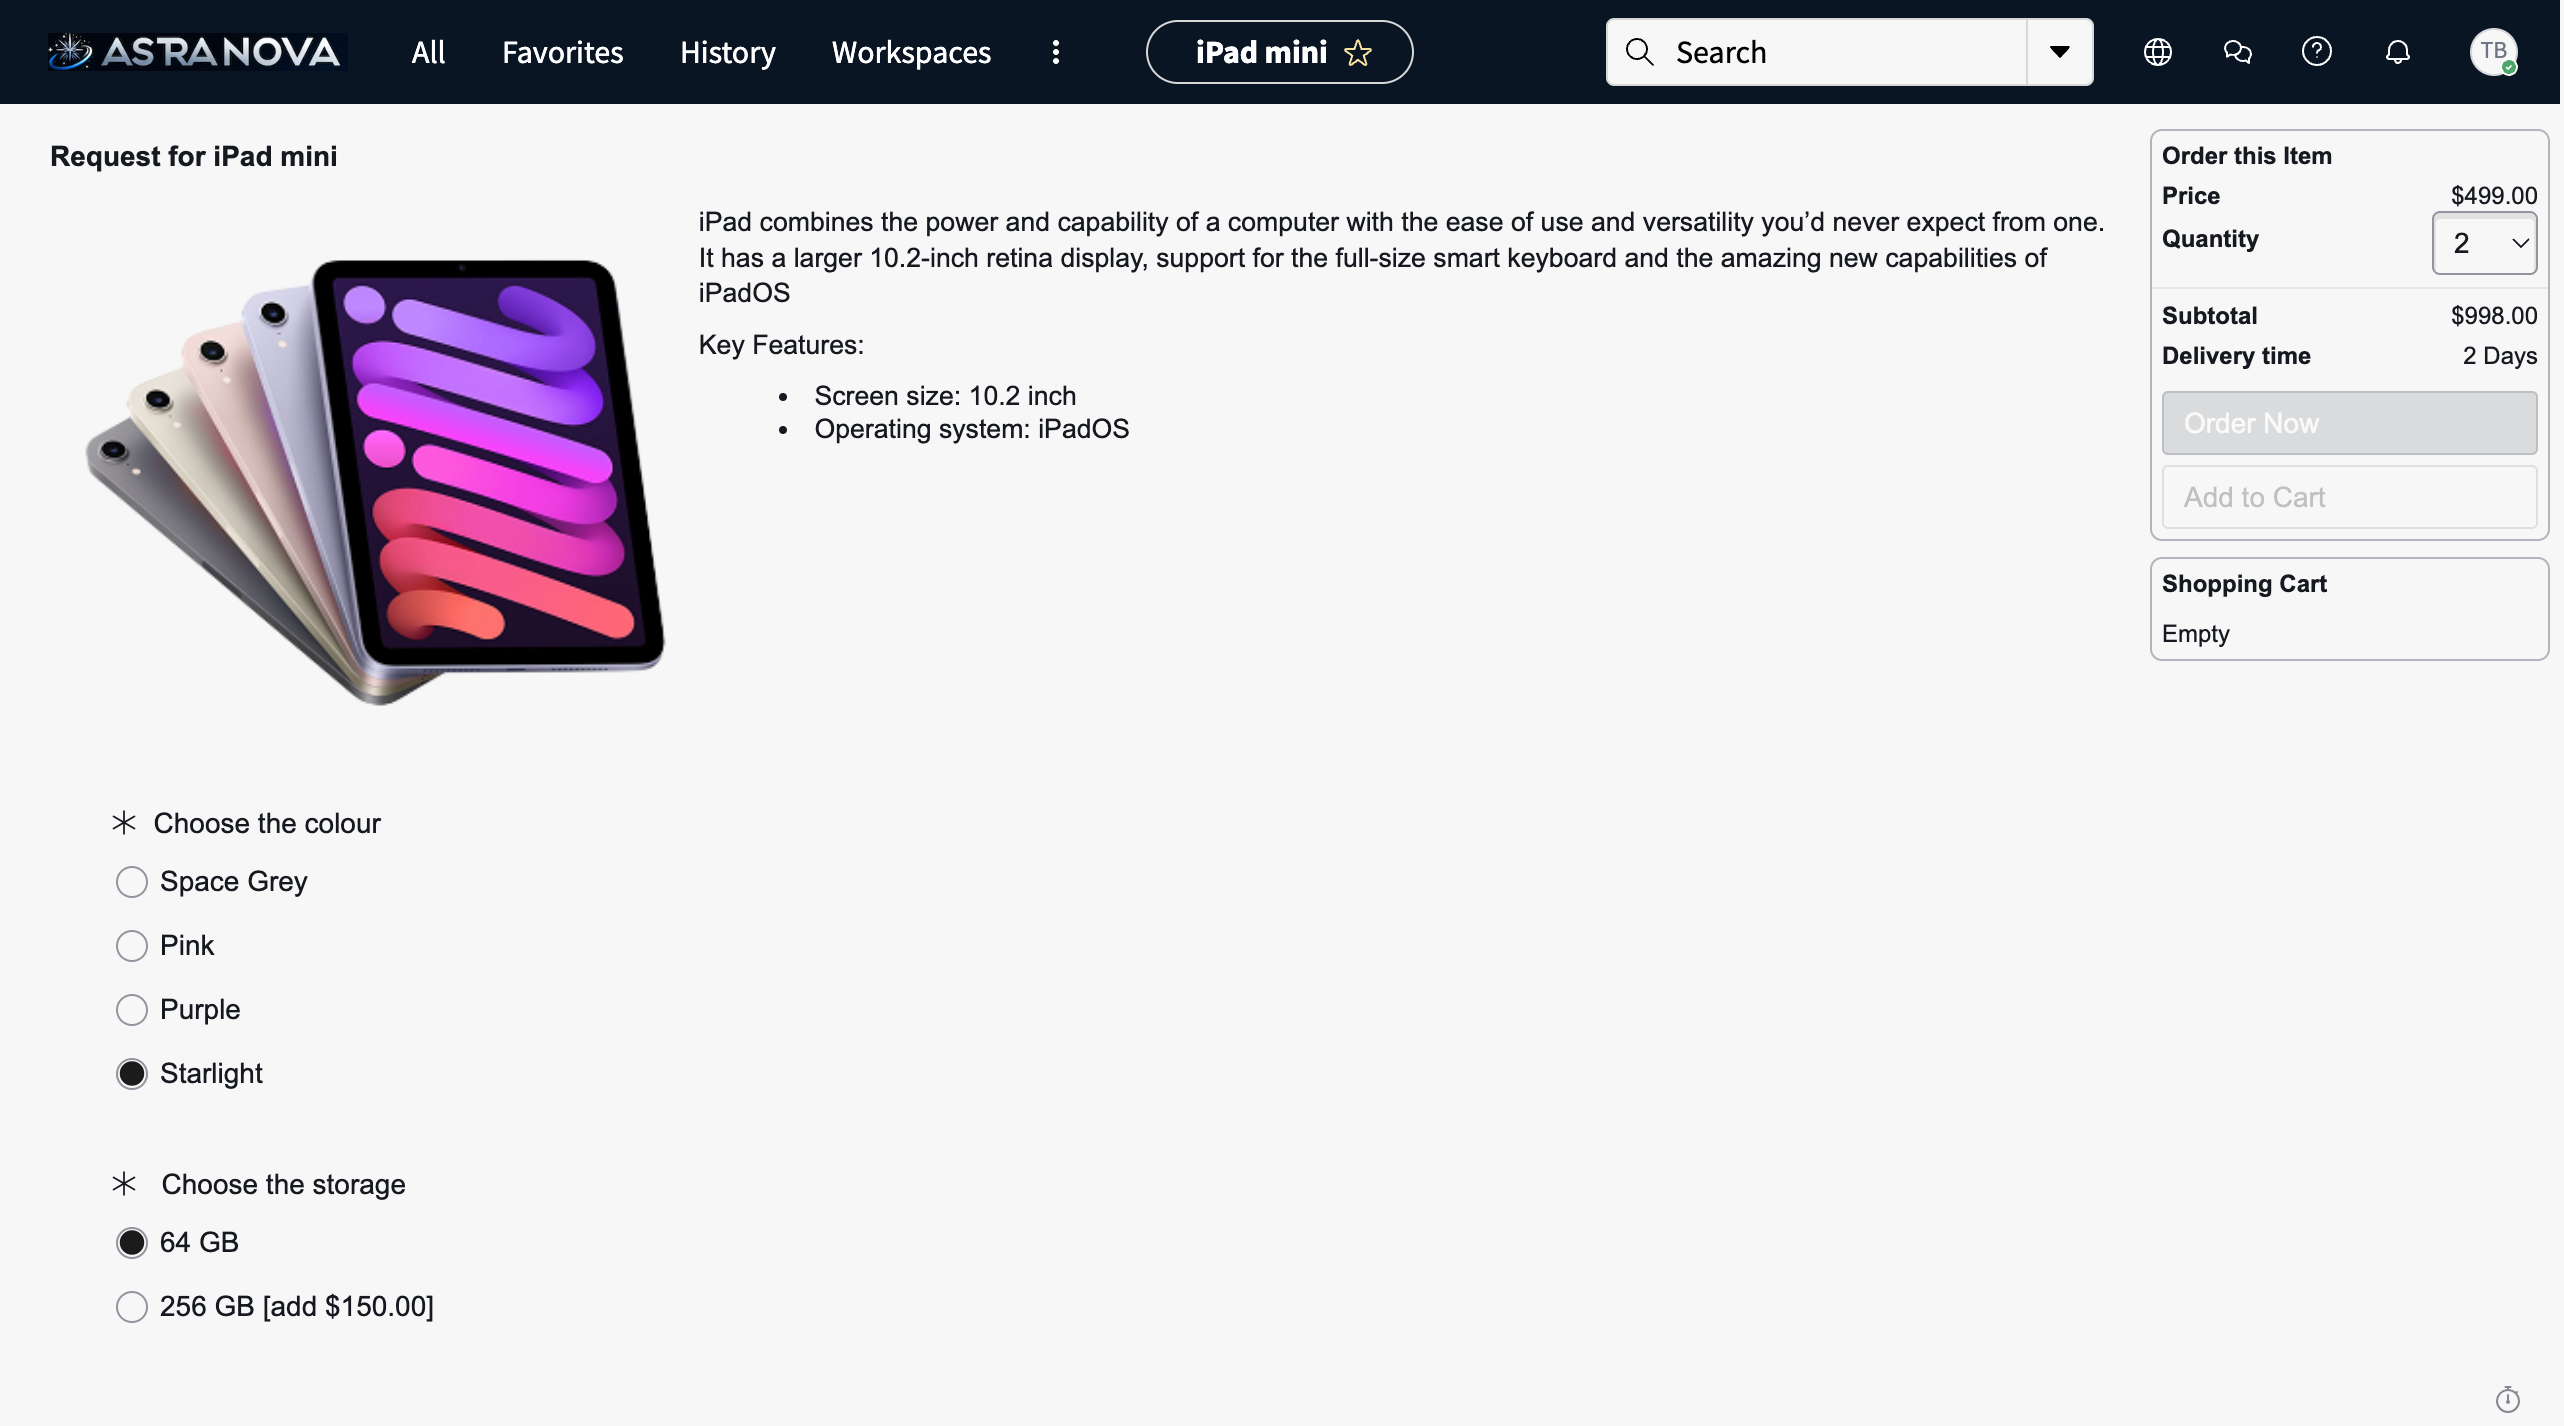 ASTRA NOVA
All
Favorites
History
Workspaces
iPad mini
Search
TB
Request for iPad mini
iPad combines the power and capability of a computer with the ease of use and versatility you’d never expect from one.
It has a larger 10.2-inch retina display, support for the full-size smart keyboard and the amazing new capabilities of
iPadOS
Key Features:
• Screen size: 10.2 inch
• Operating system: iPadOS
Order this Item
Price $499.00
Quantity 2
Subtotal $998.00
Delivery time 2 Days
Order Now
Add to Cart
Shopping Cart
Empty
* Choose the colour
Space Grey
Pink
Purple
Starlight
* Choose the storage
64 GB
256 GB [add $150.00]